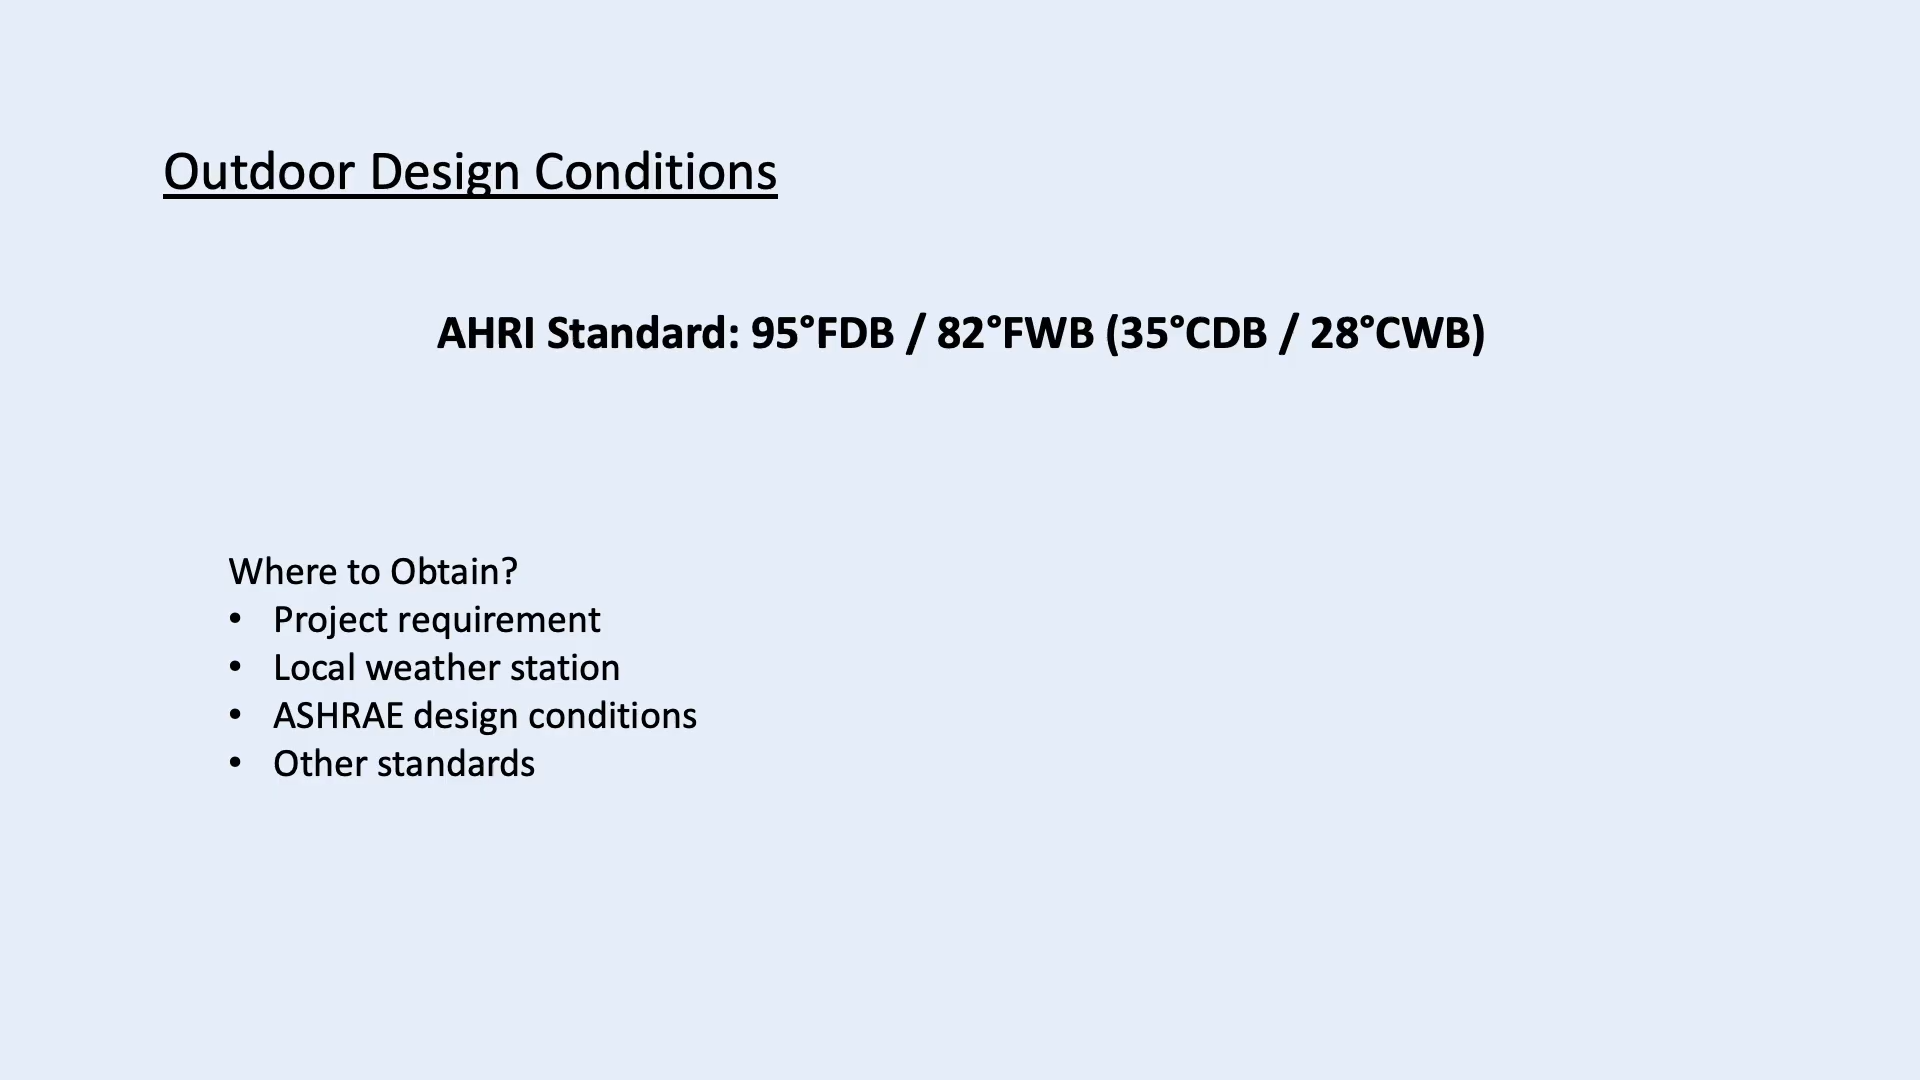 Outdoor Design Conditions
AHRI Standard: 95°FDB / 82°FWB (35°CDB / 28°CWB)
Where to Obtain?
• Project requirement
• Local weather station
• ASHRAE design conditions
• Other standards